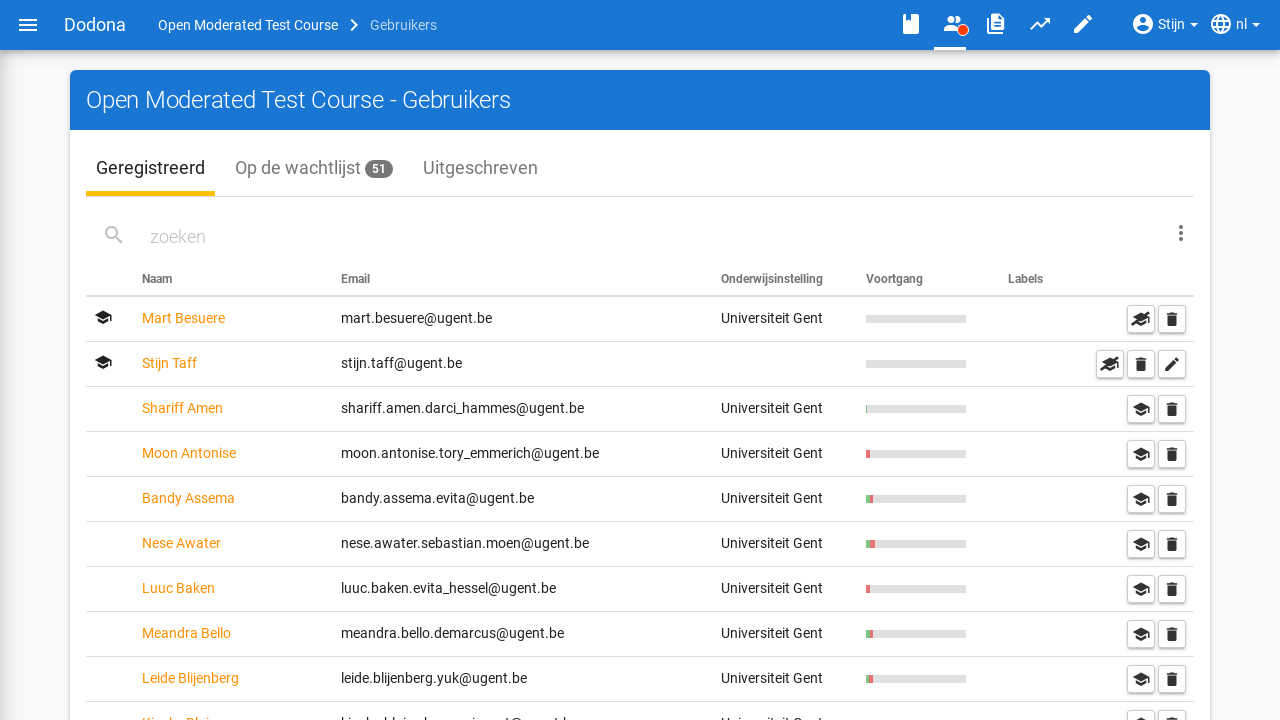 Dodona Open Moderated Test Course Gebruikers Stijn nl
Open Moderated Test Course - Gebruikers
Geregistreerd Op de wachtlijst 51 Uitgeschreven
zoeken
Naam Email Onderwijsinstelling Voortgang Labels
Mart Besuere mart.besuere@ugent.be Universiteit Gent
Stijn Taff stijn.taff@ugent.be
Shariff Amen shariff.amen.darci_hammes@ugent.be Universiteit Gent
Moon Antonise moon.antonise.tory_emmerich@ugent.be Universiteit Gent
Bandy Assema bandy.assema.evita@ugent.be Universiteit Gent
Nese Awater nese.awater.sebastian.moen@ugent.be Universiteit Gent
Luuc Baken luuc.baken.evita_hessel@ugent.be Universiteit Gent
Meandra Bello meandra.bello.demarcus@ugent.be Universiteit Gent
Leide Blijenberg leide.blijenberg.yuk@ugent.be Universiteit Gent
Universiteit Gent